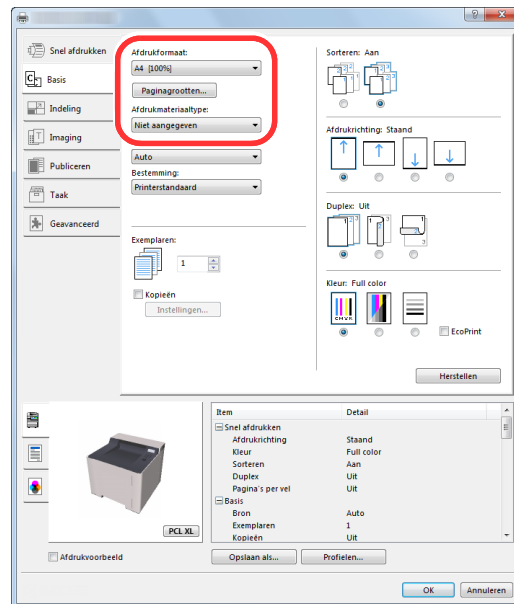 Snel afdrukken
Basis
Indeling
Imaging
Publiceren
Taak
Geavanceerd
Afdrukformaat:
A4 [100%]
Paginagrootten...
Afdrukmateriaaltype:
Niet aangegeven
Auto
Bestemming:
Printerstandaard
Exemplaren:
1
Kopieën
Instellingen...
Sorteren: Aan
Afdrukrichting: Staand
Duplex: Uit
Kleur: Full color
CMYK
EcoPrint
Herstellen
PCL XL
Afdrukvoorbeeld
Item Detail
Snel afdrukken
Afdrukrichting Staand
Kleur Full color
Sorteren Aan
Duplex Uit
Pagina's per vel Uit
Basis
Bron Auto
Exemplaren 1
Kopieën Uit
Opslaan als... Profielen...
OK Annuleren